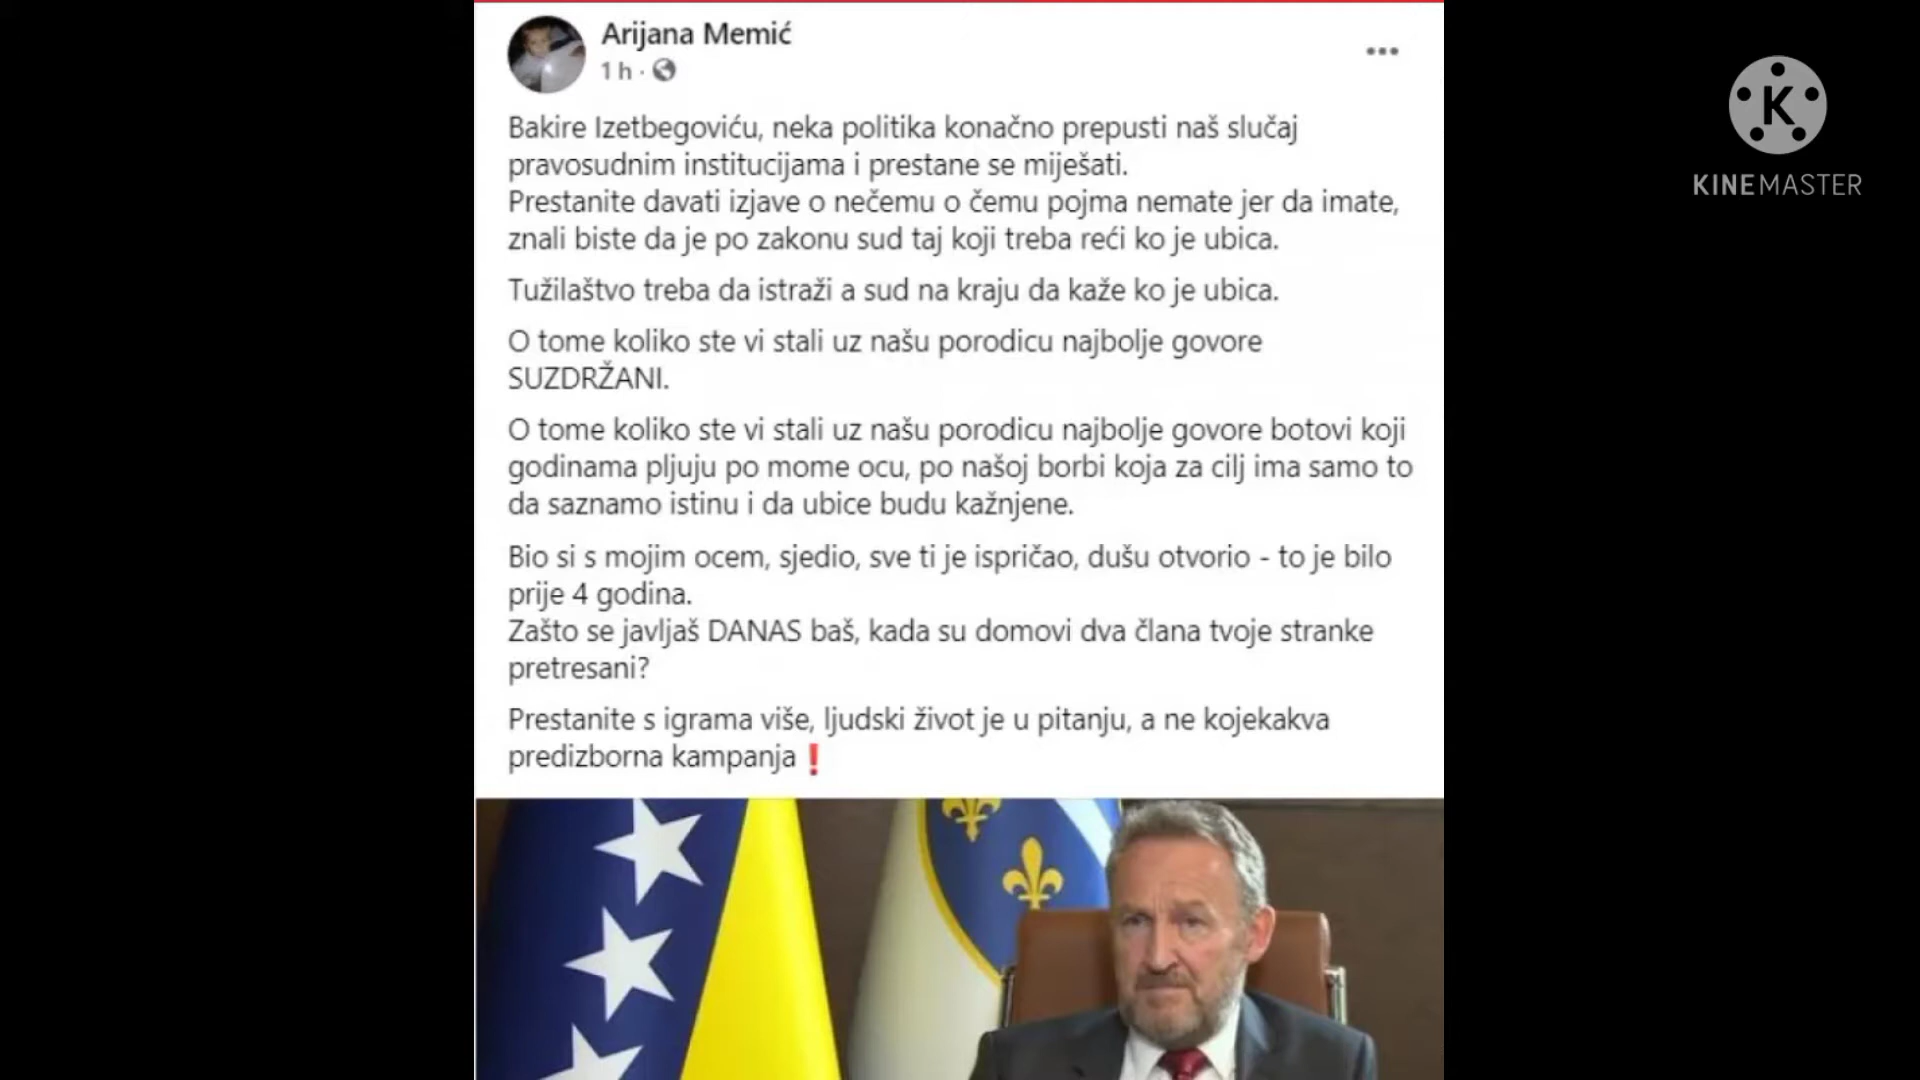 Arijana Memić
1 h ·
Bakire Izetbegoviću, neka politika konačno prepusti naš slučaj
pravosudnim institucijama i prestane se miješati.
Prestanite davati izjave o nečemu o čemu pojma nemate jer da imate,
znali biste da je po zakonu sud taj koji treba reći ko je ubica.
Tužilaštvo treba da istraži a sud na kraju da kaže ko je ubica.
O tome koliko ste vi stali uz našu porodicu najbolje govore
SUZDRŽANI.
O tome koliko ste vi stali uz našu porodicu najbolje govore botovi koji
godinama pljuju po mome ocu, po našoj borbi koja za cilj ima samo to
da saznamo istinu i da ubice budu kažnjene.
Bio si s mojim ocem, sjedio, sve ti je ispričao, dušu otvorio - to je bilo
prije 4 godina.
Zašto se javljaš DANAS baš, kada su domovi dva člana tvoje stranke
pretresani?
Prestanite s igrama više, ljudski život je u pitanju, a ne kojekakva
predizborna kampanja❗
K
KINEMASTER